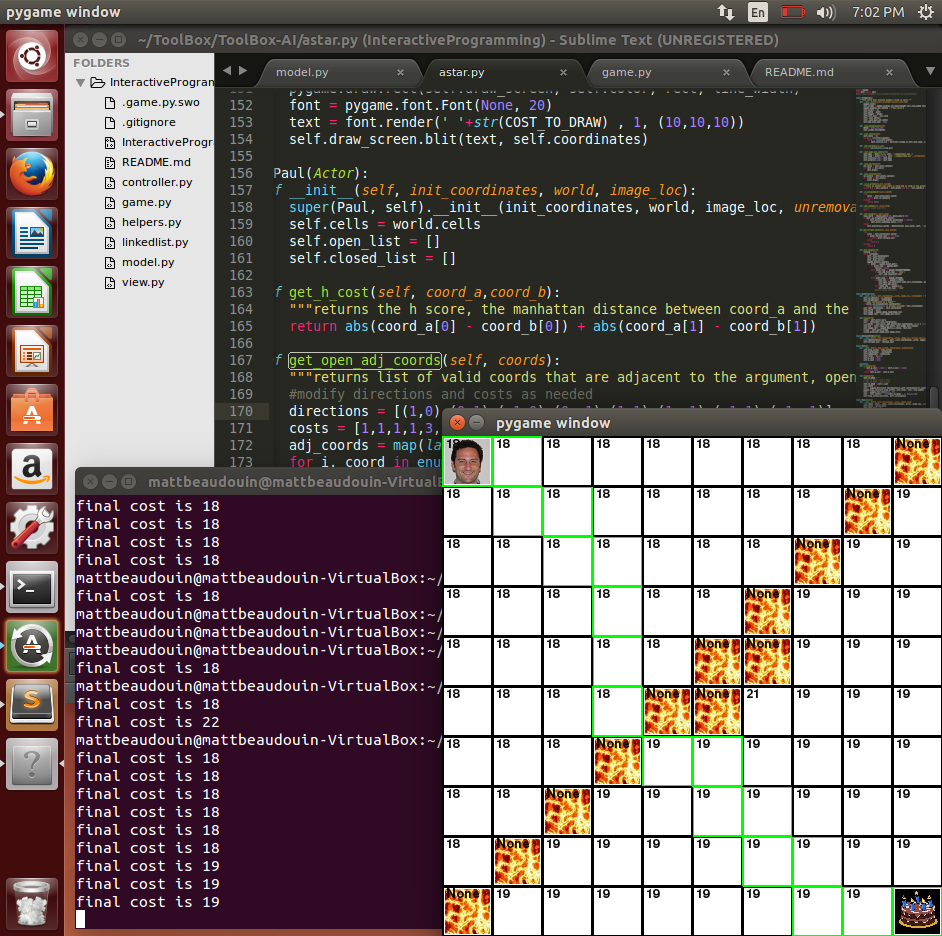 pygame window
En
7:02 PM
~/ToolBox/ToolBox-AI/astar.py (InteractiveProgramming) - Sublime Text (UNREGISTERED)
FOLDERS
InteractiveProgran
.game.py.swo
.gitignore
InteractiveProgra
README.md
controller.py
game.py
helpers.py
linkedlist.py
model.py
view.py
model.py
astar.py
game.py
README.md
152 font = pygame.font.Font(None, 20)
153 text = font.render(' '+str(COST_TO_DRAW) , 1, (10,10,10))
154 self.draw_screen.blit(text, self.coordinates)
155
156 Paul(Actor):
157 f __init__(self, init_coordinates, world, image_loc):
158 super(Paul, self).__init__(init_coordinates, world, image_loc, unremova
159 self.cells = world.cells
160 self.open_list = []
161 self.closed_list = []
162
163 f get_h_cost(self, coord_a,coord_b):
164 """returns the h score, the manhattan distance between coord_a and the
165 return abs(coord_a[0] - coord_b[0]) + abs(coord_a[1] - coord_b[1])
166
167 f get_open_adj_coords(self, coords):
168 """returns list of valid coords that are adjacent to the argument, open
169 #modify directions and costs as needed
170 directions = [(1,0)
171 costs = [1,1,1,1,3,
172 adj_coords = map(la
173 for i, coord in enu
mattbeaudouin@mattbeaudouin-VirtualB
final cost is 18
final cost is 18
final cost is 18
final cost is 18
mattbeaudouin@mattbeaudouin-VirtualBox:~/
final cost is 18
mattbeaudouin@mattbeaudouin-VirtualBox:~/
mattbeaudouin@mattbeaudouin-VirtualBox:~/
mattbeaudouin@mattbeaudouin-VirtualBox:~/
final cost is 18
mattbeaudouin@mattbeaudouin-VirtualBox:~/
final cost is 18
final cost is 22
mattbeaudouin@mattbeaudouin-VirtualBox:~/
final cost is 18
final cost is 18
final cost is 18
final cost is 18
final cost is 18
final cost is 18
final cost is 19
final cost is 19
final cost is 19
pygame window
18 18 18 18 18 18 18 18 18 None
18 18 18 18 18 18 18 18 None 19
18 18 18 18 18 18 18 None 19 19
18 18 18 18 18 18 None 19 19 19
18 18 18 18 18 None None 19 19 19
18 18 18 18 None None 21 19 19 19
18 18 18 None 19 19 19 19 19 19
18 18 None 19 19 19 19 19 19 19
18 None 19 19 19 19 19 19 19 19
None 19 19 19 19 19 19 19 19